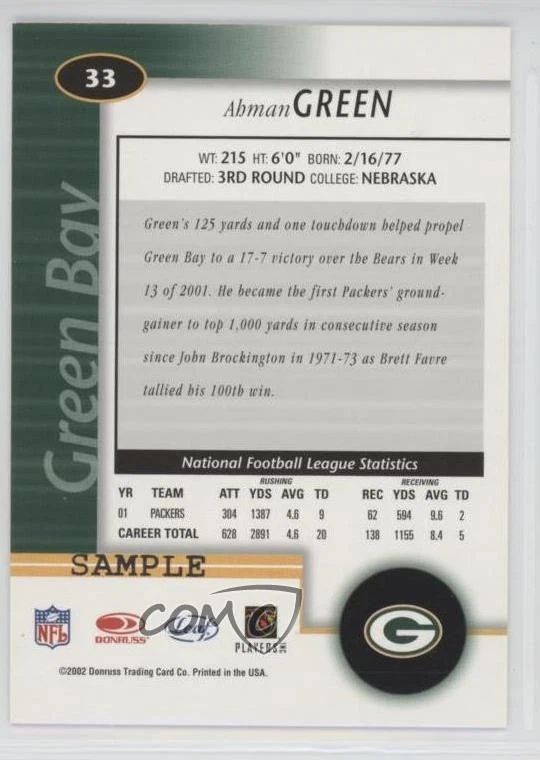 33
Ahman GREEN
WT: 215 HT: 6'0" BORN: 2/16/77
DRAFTED: 3RD ROUND COLLEGE: NEBRASKA
Green Bay
Green's 125 yards and one touchdown helped propel
Green Bay to a 17-7 victory over the Bears in Week
13 of 2001. He became the first Packers' ground-
gainer to top 1,000 yards in consecutive season
since John Brockington in 1971-73 as Brett Favre
tallied his 100th win.
National Football League Statistics
RUSHING RECEIVING
YR TEAM ATT YDS AVG TD REC YDS AVG TD
01 PACKERS 304 1387 4.6 9 62 594 9.6 2
CAREER TOTAL 628 2891 4.6 20 138 1155 8.4 5
SAMPLE
COM
NFL DONRUSS Leaf PLAYERS INC G
©2002 Donruss Trading Card Co. Printed in the USA.